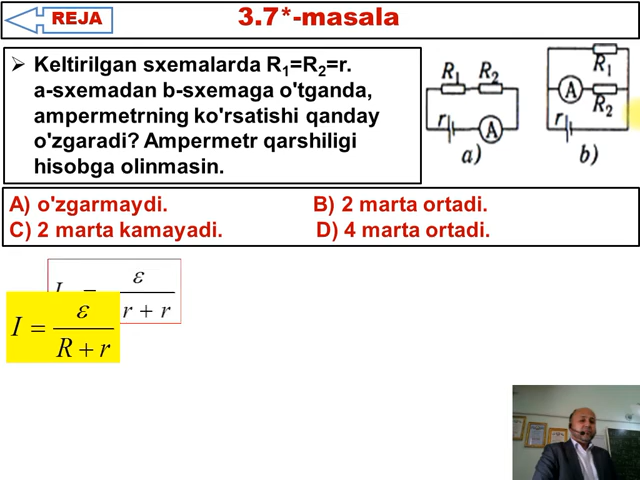 REJA
3.7*-masala
➢ Keltirilgan sxemalarda R₁=R₂=r.
a-sxemadan b-sxemaga o'tganda,
ampermetrning ko'rsatishi qanday
o'zgaradi? Ampermetr qarshiligi
hisobga olinmasin.
R₁ R₂
r A
a)
R₁
A R₂
r
b)
A) o'zgarmaydi. B) 2 marta ortadi.
C) 2 marta kamayadi. D) 4 marta ortadi.
ε
r + r
I = ε
R + r